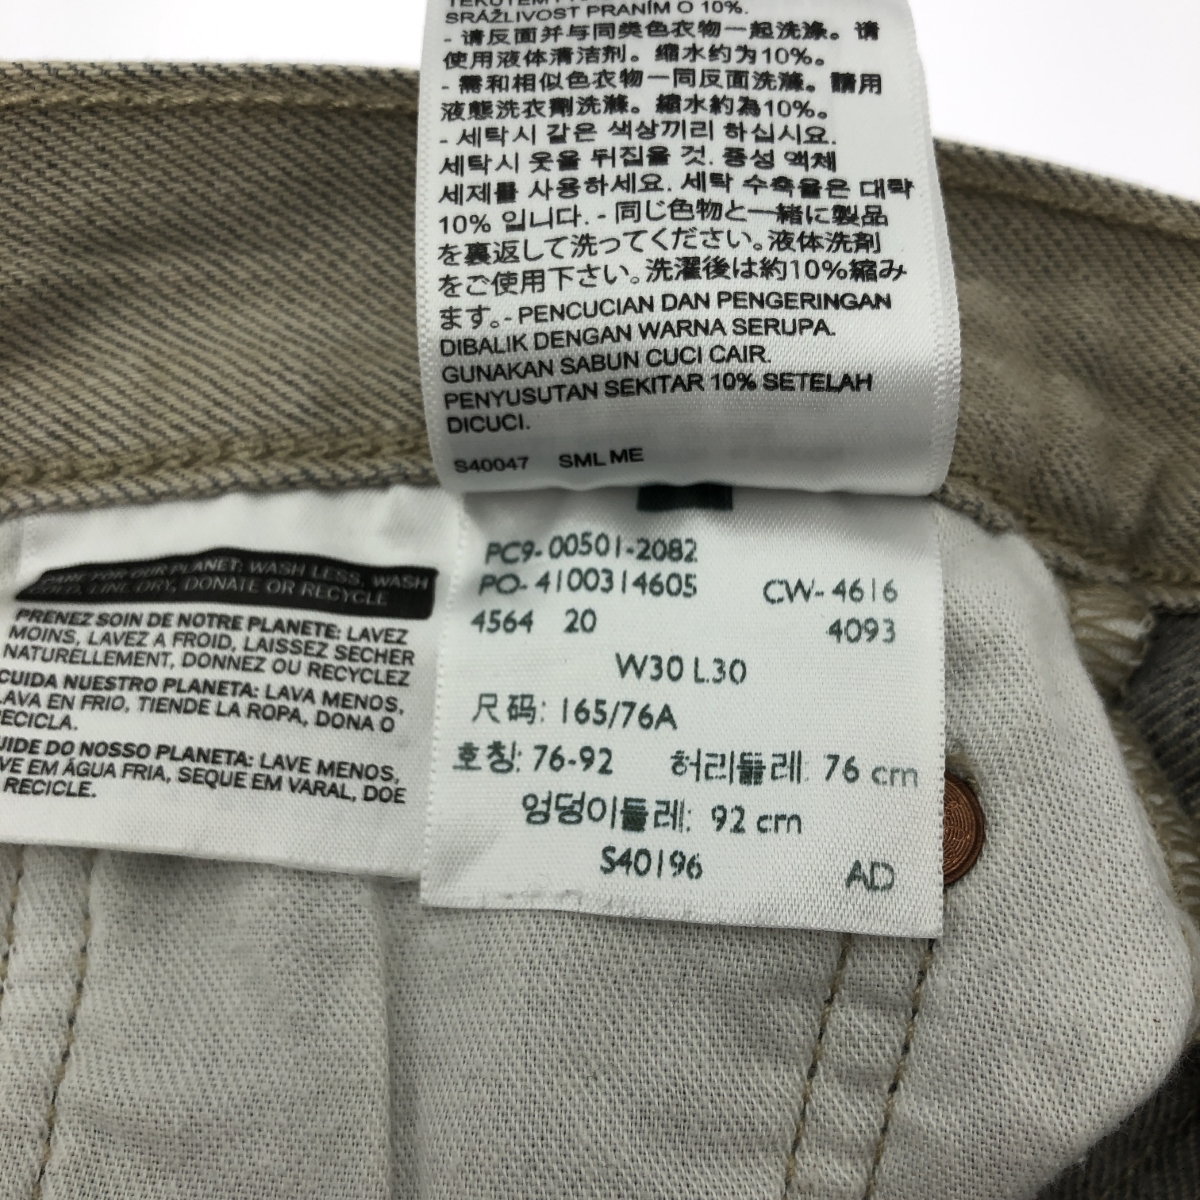 SRÁŽLIVOST PRANÍM O 10%.
- 请反面并与同类色衣物一起洗涤。请
使用液体清洁剂。缩水约为10%。
- 需和相似色衣物一同反面洗滌。請用
液態洗衣劑洗滌。縮水約為10%。
- 세탁시 같은 색상끼리 하십시요.
세탁시 옷을 뒤집을 것. 중성 액체
세제를 사용하세요. 세탁 수축율은 대략
10% 입니다. - 同じ色物と一緒に製品
を裏返して洗ってください。液体洗剤
をご使用下さい。洗濯後は約10%縮み
ます。- PENCUCIAN DAN PENGERINGAN
DIBALIK DENGAN WARNA SERUPA.
GUNAKAN SABUN CUCI CAIR.
PENYUSUTAN SEKITAR 10% SETELAH
DICUCI.
S40047 SML ME
CARE FOR OUR PLANET: WASH LESS, WASH
COLD, LINE DRY, DONATE OR RECYCLE
PRENEZ SOIN DE NOTRE PLANETE: LAVEZ
MOINS, LAVEZ A FROID, LAISSEZ SECHER
NATURELLEMENT, DONNEZ OU RECYCLEZ
CUIDA NUESTRO PLANETA: LAVA MENOS,
LAVA EN FRIO, TIENDE LA ROPA, DONA O
RECICLA.
CUIDE DO NOSSO PLANETA: LAVE MENOS,
LAVE EM ÁGUA FRIA, SEQUE EM VARAL, DOE
RECICLE.
PC9-00501-2082
PO-4100314605 CW-4616
4564 20 4093
W30 L30
尺码: 165/76A
호칭: 76-92 허리둘레 76 cm
엉덩이둘레: 92 cm
S40196 AD